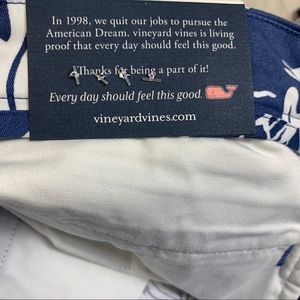 In 1998, we quit our jobs to pursue the
American Dream. vineyard vines is living
proof that every day should feel this good.
Thanks for being a part of it!
Every day should feel this good.
vineyardvines.com